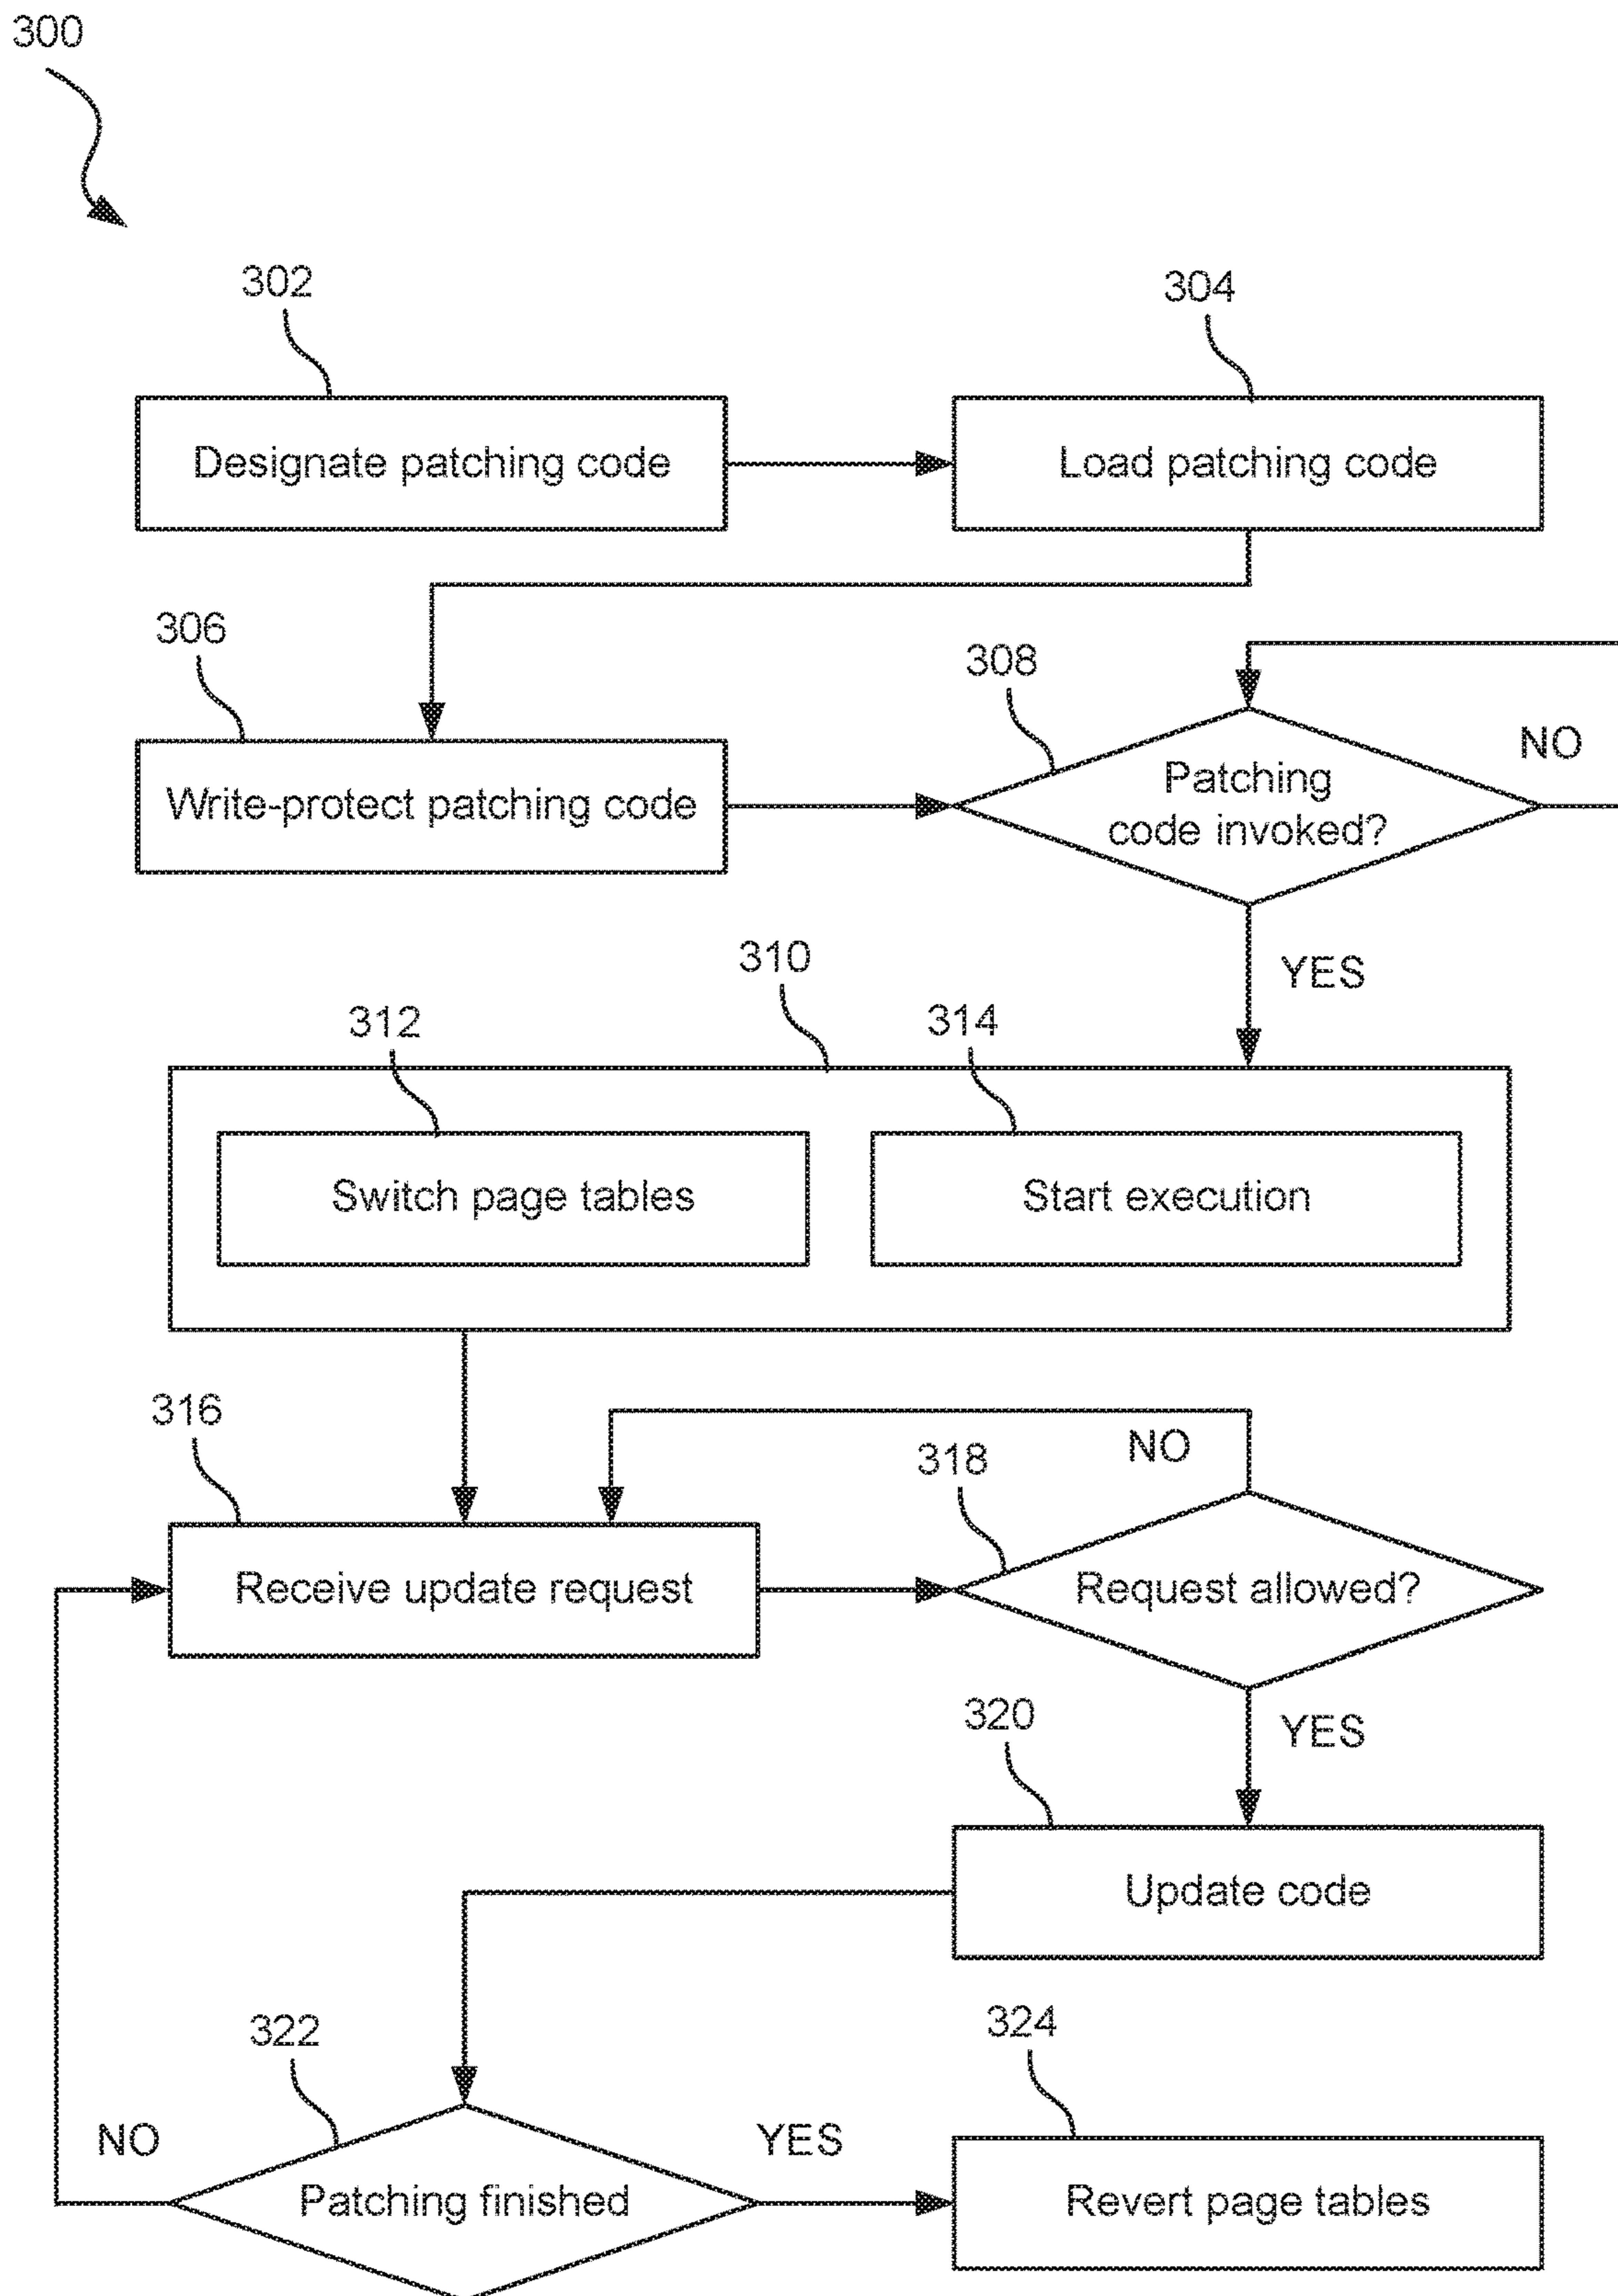 300
302
304
Designate patching code
Load patching code
306
308
NO
Write-protect patching code
Patching
code invoked?
310
YES
312
314
Switch page tables
Start execution
316
NO
318
Receive update request
Request allowed?
320
YES
Update code
322
324
NO
YES
Patching finished
Revert page tables